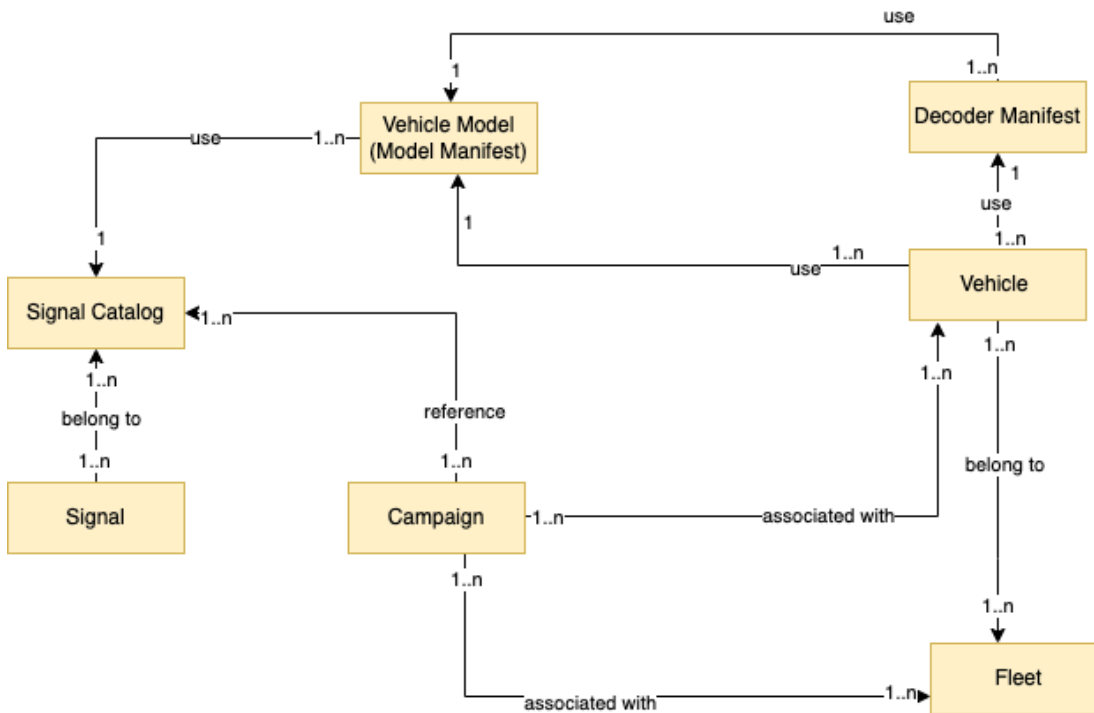 use
1
1..n
Vehicle Model
(Model Manifest)
Decoder Manifest
use
1..n
1
use
1..n
1
1
1..n
use
Vehicle
Signal Catalog
1..n
1..n
1..n
1..n
belong to
reference
1..n
1..n
belong to
Signal
Campaign
1..n
associated with
1..n
1..n
Fleet
associated with
1..n